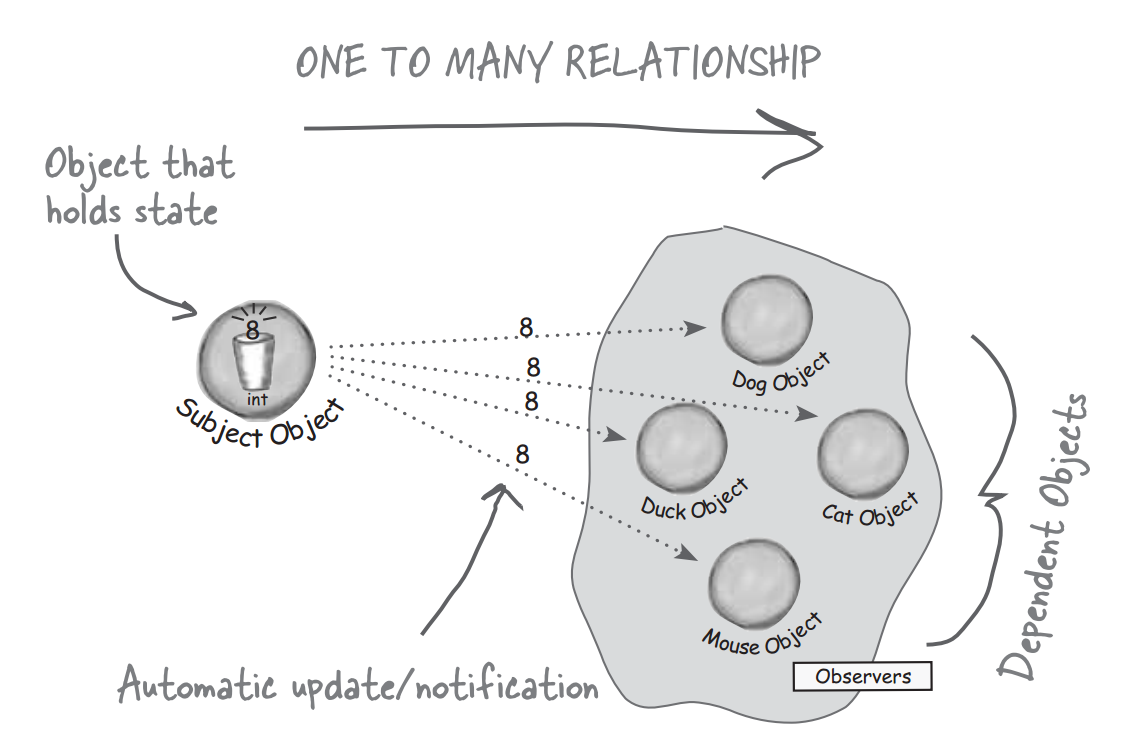 ONE TO MANY RELATIONSHIP
Object that
holds state
8
int
Subject Object
8
8
8
8
Dog Object
Duck Object
Cat Object
Mouse Object
Observers
Dependent Objects
Automatic update/notification